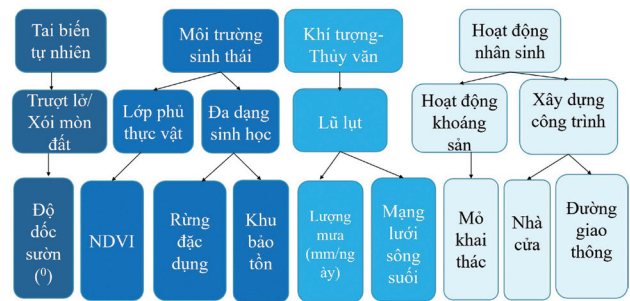 Tai biến
tự nhiên
Môi trường
sinh thái
Khí tượng-
Thủy văn
Hoạt động
nhân sinh
Trượt lở/
Xói mòn
đất
Lớp phủ
thực vật
Đa dạng
sinh học
Lũ lụt
Hoạt động
khoáng
sản
Xây dựng
công trình
Độ
dốc
sườn
(⁰)
NDVI
Rừng
đặc
dụng
Khu
bảo
tồn
Lượng
mưa
(mm/ng
ày)
Mạng
lưới
sông
suối
Mỏ
khai
thác
Nhà
cửa
Đường
giao
thông